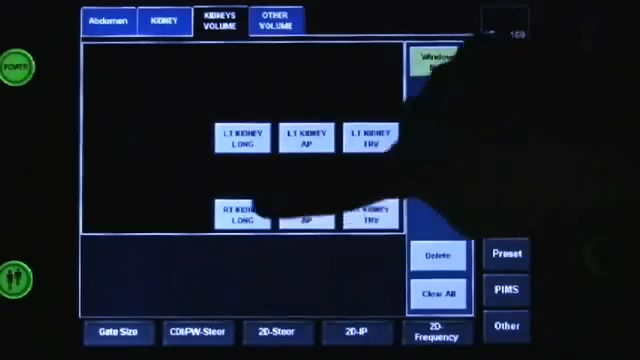 Abdomen
KIDNEY
KIDNEYS
VOLUME
OTHER
VOLUME
Window
POWER
LT KIDNEY
LONG
LT KIDNEY
AP
LT KIDNEY
TRV
RT
LONG
AP
TRV
Delete
Clear All
Preset
PIMS
Other
Gate Size
CDI/PW-Steer
2D-Steer
2D-IP
2D-
Frequency